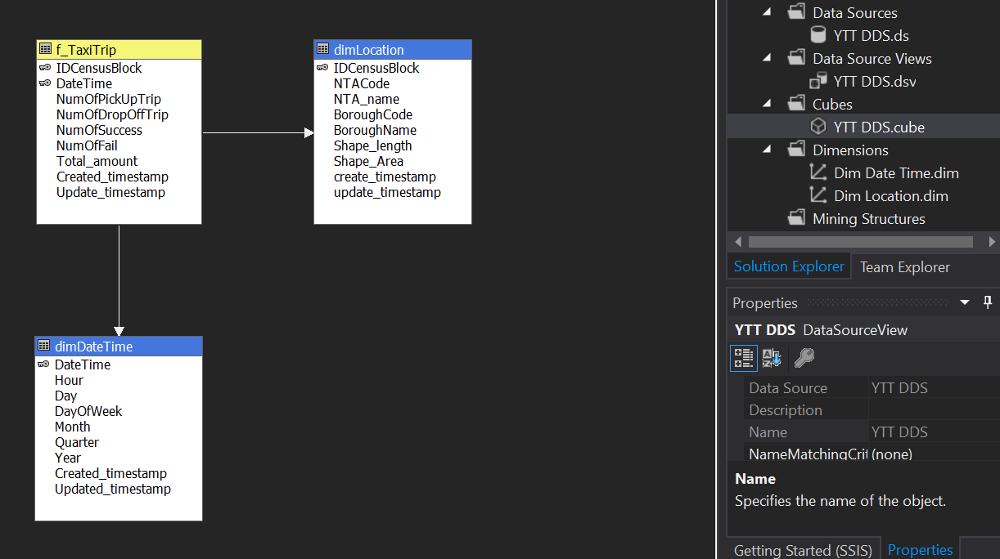 f_TaxiTrip
IDCensusBlock
DateTime
NumOfPickUpTrip
NumOfDropOffTrip
NumOfSuccess
NumOfFail
Total_amount
Created_timestamp
Update_timestamp
dimLocation
IDCensusBlock
NTACode
NTA_name
BoroughCode
BoroughName
Shape_length
Shape_Area
create_timestamp
update_timestamp
dimDateTime
DateTime
Hour
Day
DayOfWeek
Month
Quarter
Year
Created_timestamp
Updated_timestamp
Data Sources
YTT DDS.ds
Data Source Views
YTT DDS.dsv
Cubes
YTT DDS.cube
Dimensions
Dim Date Time.dim
Dim Location.dim
Mining Structures
Solution Explorer Team Explorer
Properties
YTT DDS DataSourceView
Data Source YTT DDS
Description
Name YTT DDS
NameMatchingCrit (none)
Name
Specifies the name of the object.
Getting Started (SSIS) Properties